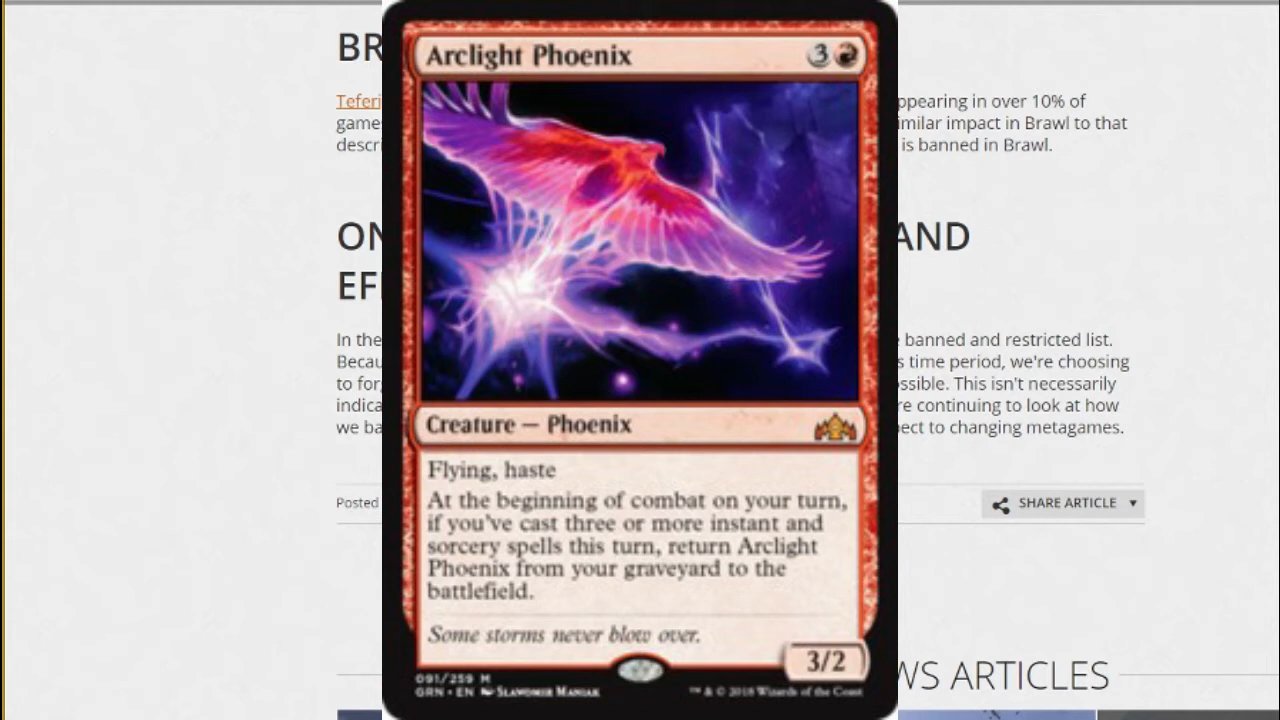 BR
Teferi
ppearing in over 10% of
game
imilar impact in Brawl to that
descri
is banned in Brawl.
ON
AND
EFF
In the
banned and restricted list.
Becau
s time period, we're choosing
to for
ssible. This isn't necessarily
indica
re continuing to look at how
we ba
pect to changing metagames.
Posted
SHARE ARTICLE
WS ARTICLES
Arclight Phoenix
3
Creature — Phoenix
Flying, haste
At the beginning of combat on your turn,
if you've cast three or more instant and
sorcery spells this turn, return Arclight
Phoenix from your graveyard to the
battlefield.
Some storms never blow over.
3/2
091/259 M
GRN • EN Slawomir Maniak
™ & © 2018 Wizards of the Coast